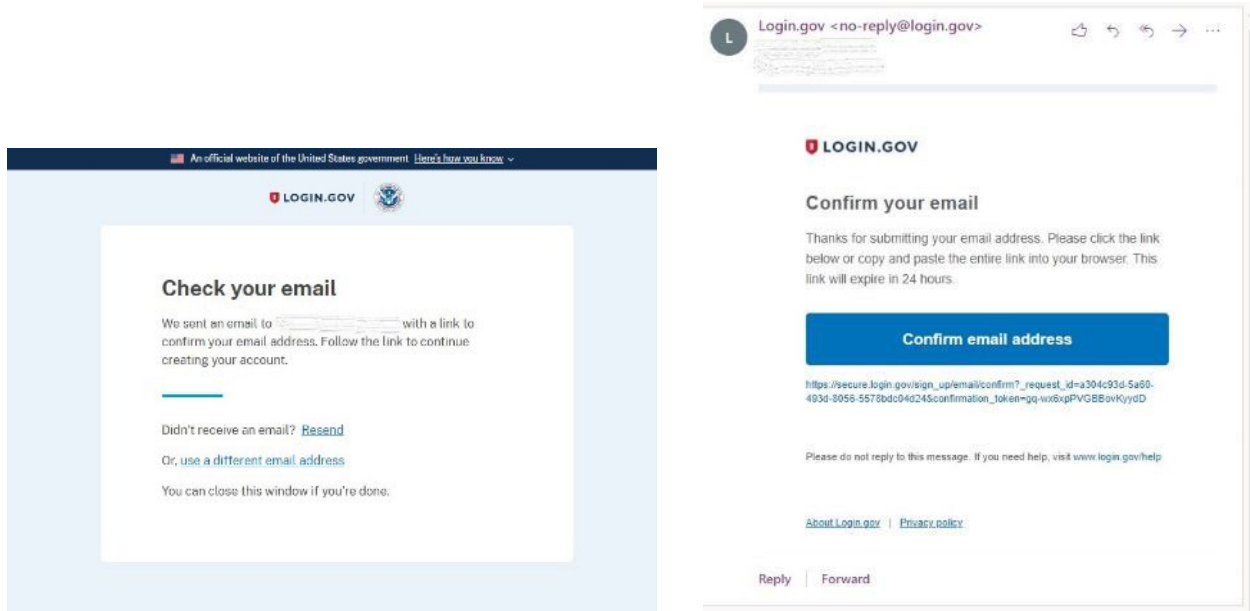 An official website of the United States government Here's how you know
LOGIN.GOV
Check your email
We sent an email to with a link to
confirm your email address. Follow the link to continue
creating your account.
Didn't receive an email? Resend
Or, use a different email address
You can close this window if you're done.
L
Login.gov <no-reply@login.gov>
LOGIN.GOV
Confirm your email
Thanks for submitting your email address. Please click the link
below or copy and paste the entire link into your browser. This
link will expire in 24 hours.
Confirm email address
https://secure.login.gov/sign_up/email/confirm?_request_id=a304c93d-5a60-
493d-8056-5578bdc04d24&confirmation_token=gq-wx6xpPVGBBovKyydD
Please do not reply to this message. If you need help, visit www.login.gov/help
About Login.gov | Privacy policy
Reply | Forward